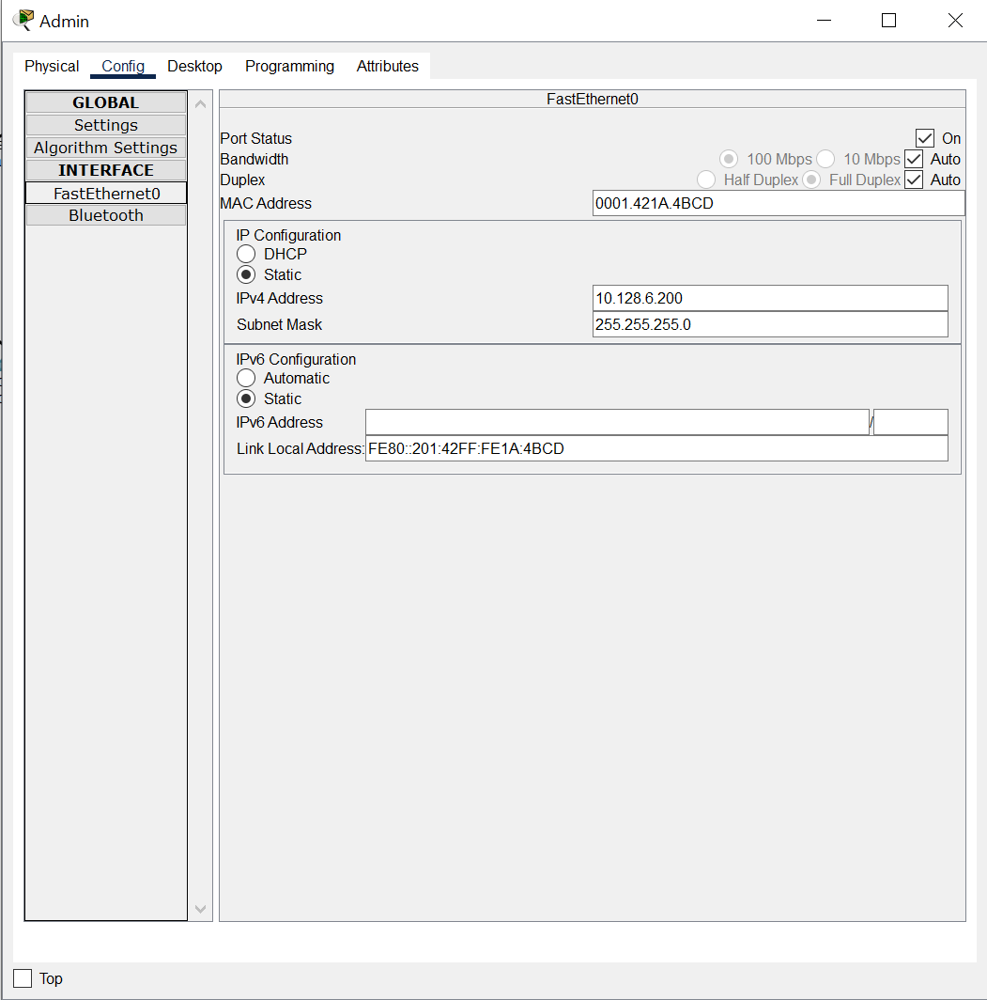 Admin
Physical Config Desktop Programming Attributes
GLOBAL
Settings
Algorithm Settings
INTERFACE
FastEthernet0
Bluetooth
FastEthernet0
Port Status On
Bandwidth 100 Mbps 10 Mbps Auto
Duplex Half Duplex Full Duplex Auto
MAC Address 0001.421A.4BCD
IP Configuration
DHCP
Static
IPv4 Address 10.128.6.200
Subnet Mask 255.255.255.0
IPv6 Configuration
Automatic
Static
IPv6 Address /
Link Local Address: FE80::201:42FF:FE1A:4BCD
Top